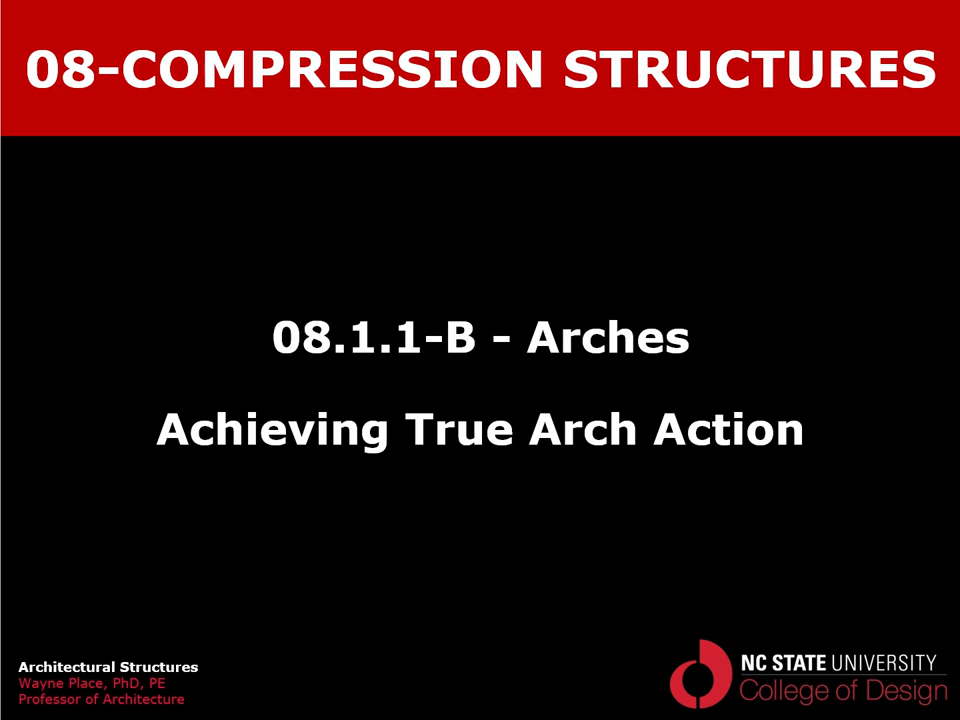 08-COMPRESSION STRUCTURES
08.1.1-B - Arches
Achieving True Arch Action
Architectural Structures
Wayne Place, PhD, PE
Professor of Architecture
NC STATE UNIVERSITY
College of Design